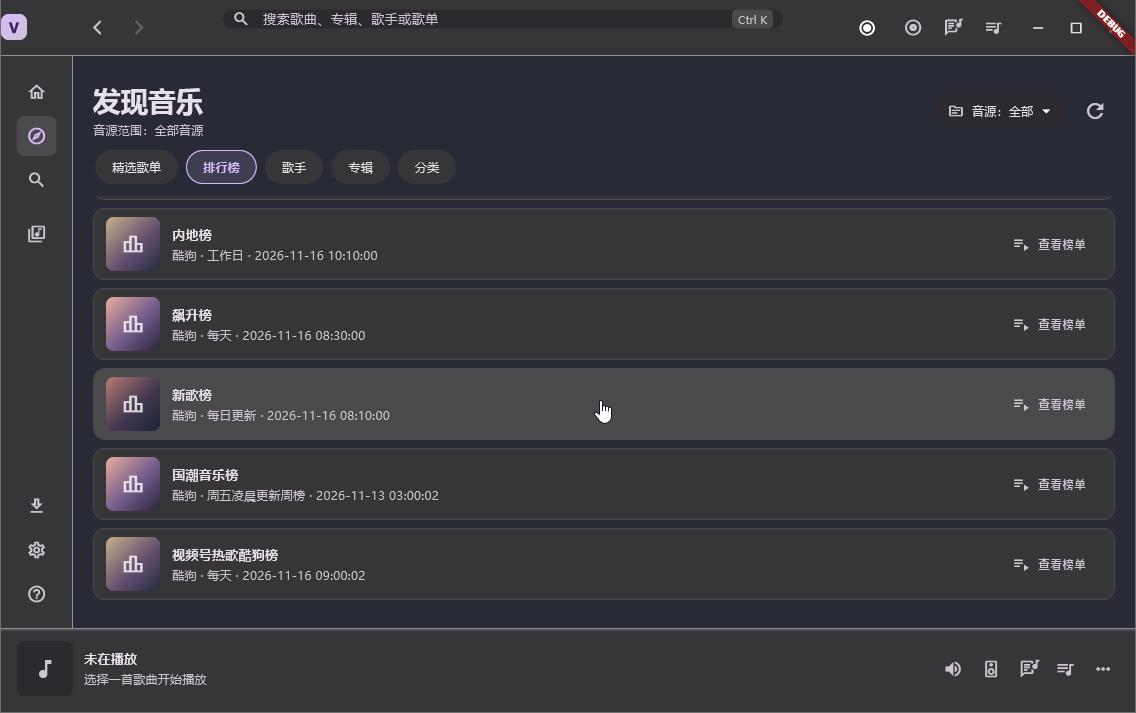 V
搜索歌曲、专辑、歌手或歌单
Ctrl K
DEBUG
发现音乐
音源范围：全部音源
音源：全部
精选歌单
排行榜
歌手
专辑
分类
内地榜
酷狗 · 工作日 · 2026-11-16 10:10:00
查看榜单
飙升榜
酷狗 · 每天 · 2026-11-16 08:30:00
查看榜单
新歌榜
酷狗 · 每日更新 · 2026-11-16 08:10:00
查看榜单
国潮音乐榜
酷狗 · 周五凌晨更新周榜 · 2026-11-13 03:00:02
查看榜单
视频号热歌酷狗榜
酷狗 · 每天 · 2026-11-16 09:00:02
查看榜单
未在播放
选择一首歌曲开始播放